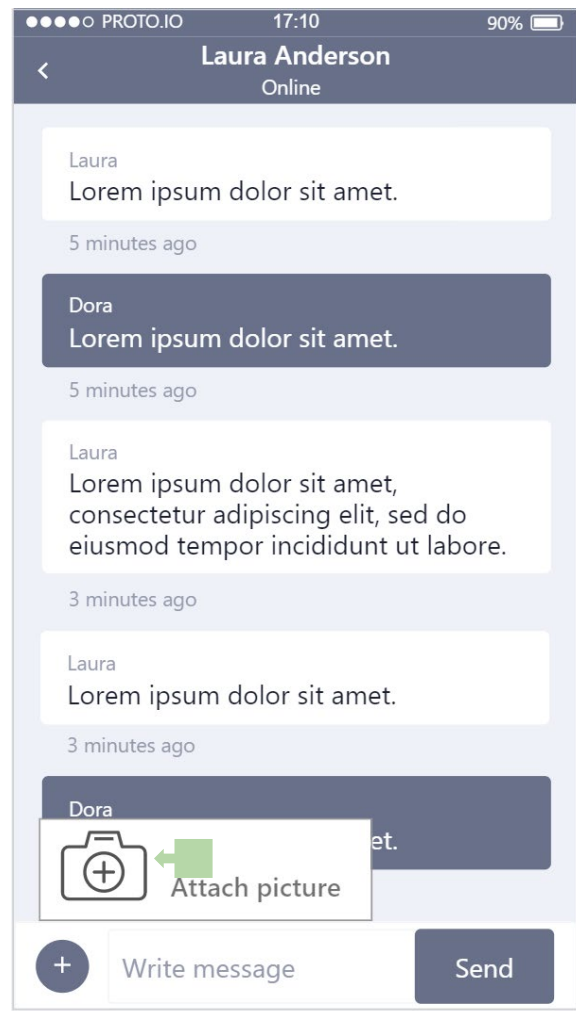 PROTO.IO 17:10 90%
Laura Anderson
Online
Laura
Lorem ipsum dolor sit amet.
5 minutes ago
Dora
Lorem ipsum dolor sit amet.
5 minutes ago
Laura
Lorem ipsum dolor sit amet,
consectetur adipiscing elit, sed do
eiusmod tempor incididunt ut labore.
3 minutes ago
Laura
Lorem ipsum dolor sit amet.
3 minutes ago
Dora
et.
Attach picture
+ Write message Send